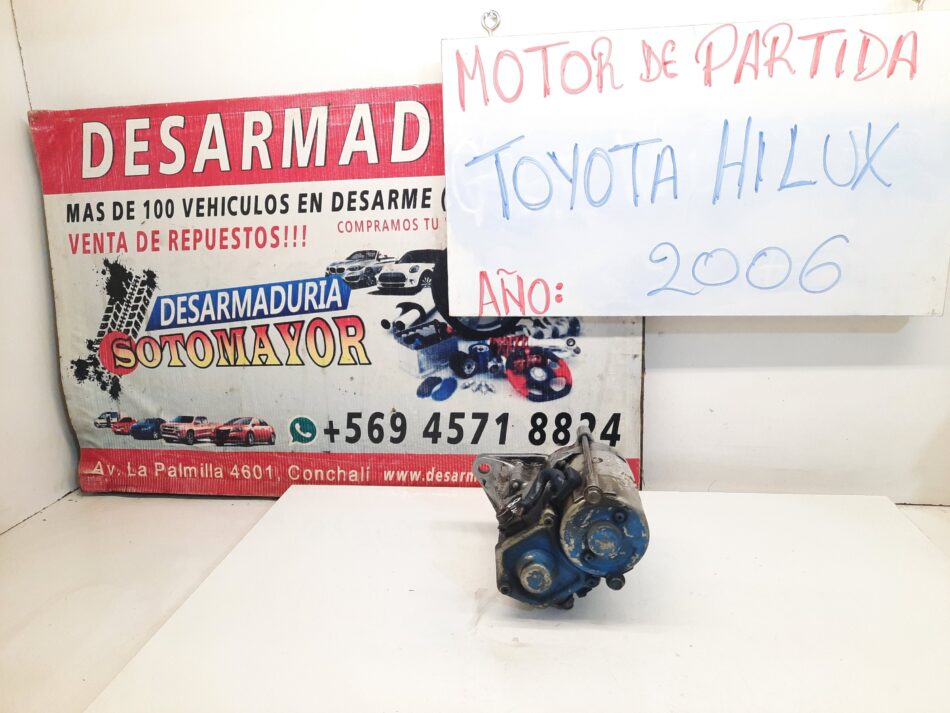 MOTOR DE PARTIDA
TOYOTA HILUX
AÑO: 2006
DESARMAD
MAS DE 100 VEHICULOS EN DESARME (
VENTA DE REPUESTOS!!! COMPRAMOS TU
DESARMADURIA
SOTOMAYOR
+569 4571 8824
Av. La Palmilla 4601, Conchalí www.desarm